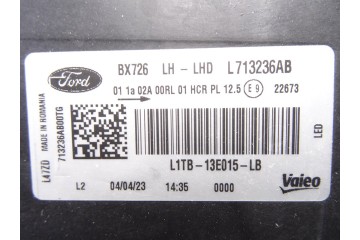 Ford
BX726 LH-LHD L713236AB
01 1a 02A 00RL 01 HCR PL 12.5 E9 22673
MADE IN ROMANIA
L47ZD
713236AB00TG
LED
L1TB-13E015-LB
L2 04/04/23 14:35 0000
Valeo